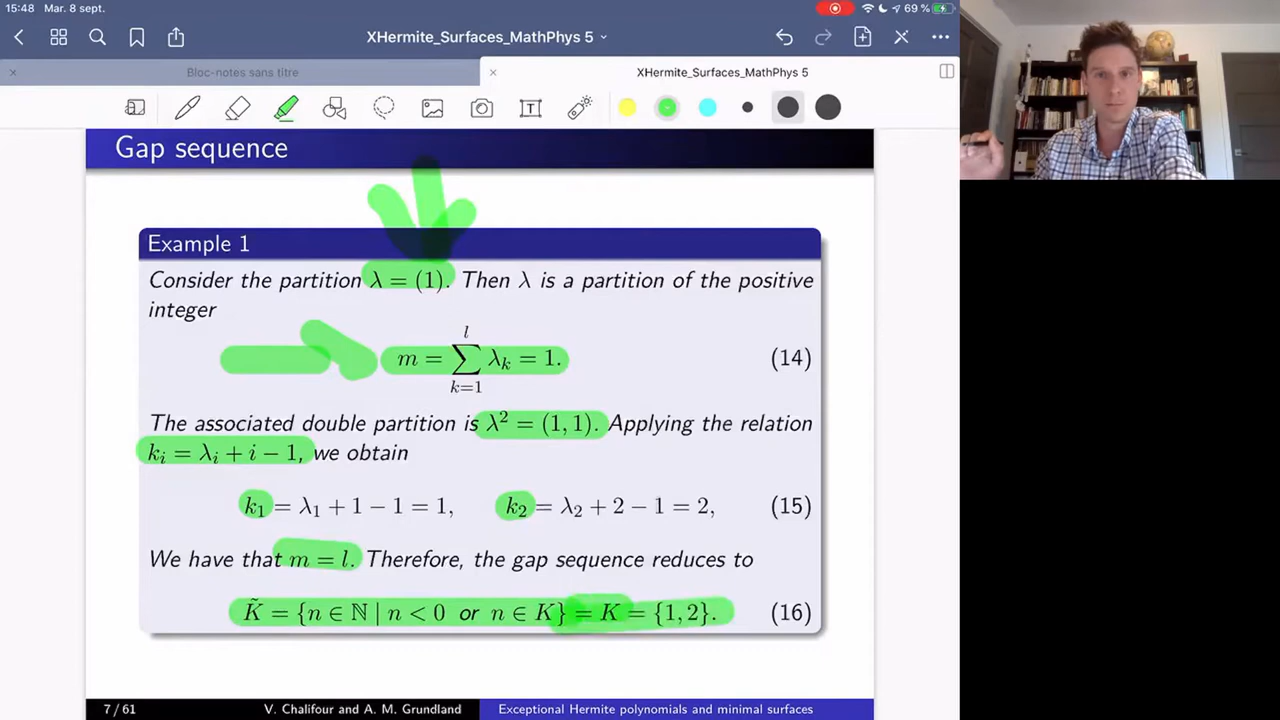 15:48 Mar. 8 sept. 69 %
XHermite_Surfaces_MathPhys 5
Bloc-notes sans titre
XHermite_Surfaces_MathPhys 5
Gap sequence
Example 1
Consider the partition λ = (1). Then λ is a partition of the positive
integer
m = ∑_{k=1}^{l} λ_k = 1. (14)
The associated double partition is λ² = (1, 1). Applying the relation
k_i = λ_i + i − 1, we obtain
k_1 = λ_1 + 1 − 1 = 1, k_2 = λ_2 + 2 − 1 = 2, (15)
We have that m = l. Therefore, the gap sequence reduces to
K̃ = {n ∈ ℕ | n < 0 or n ∈ K} = K = {1, 2}. (16)
7 / 61 V. Chalifour and A. M. Grundland Exceptional Hermite polynomials and minimal surfaces